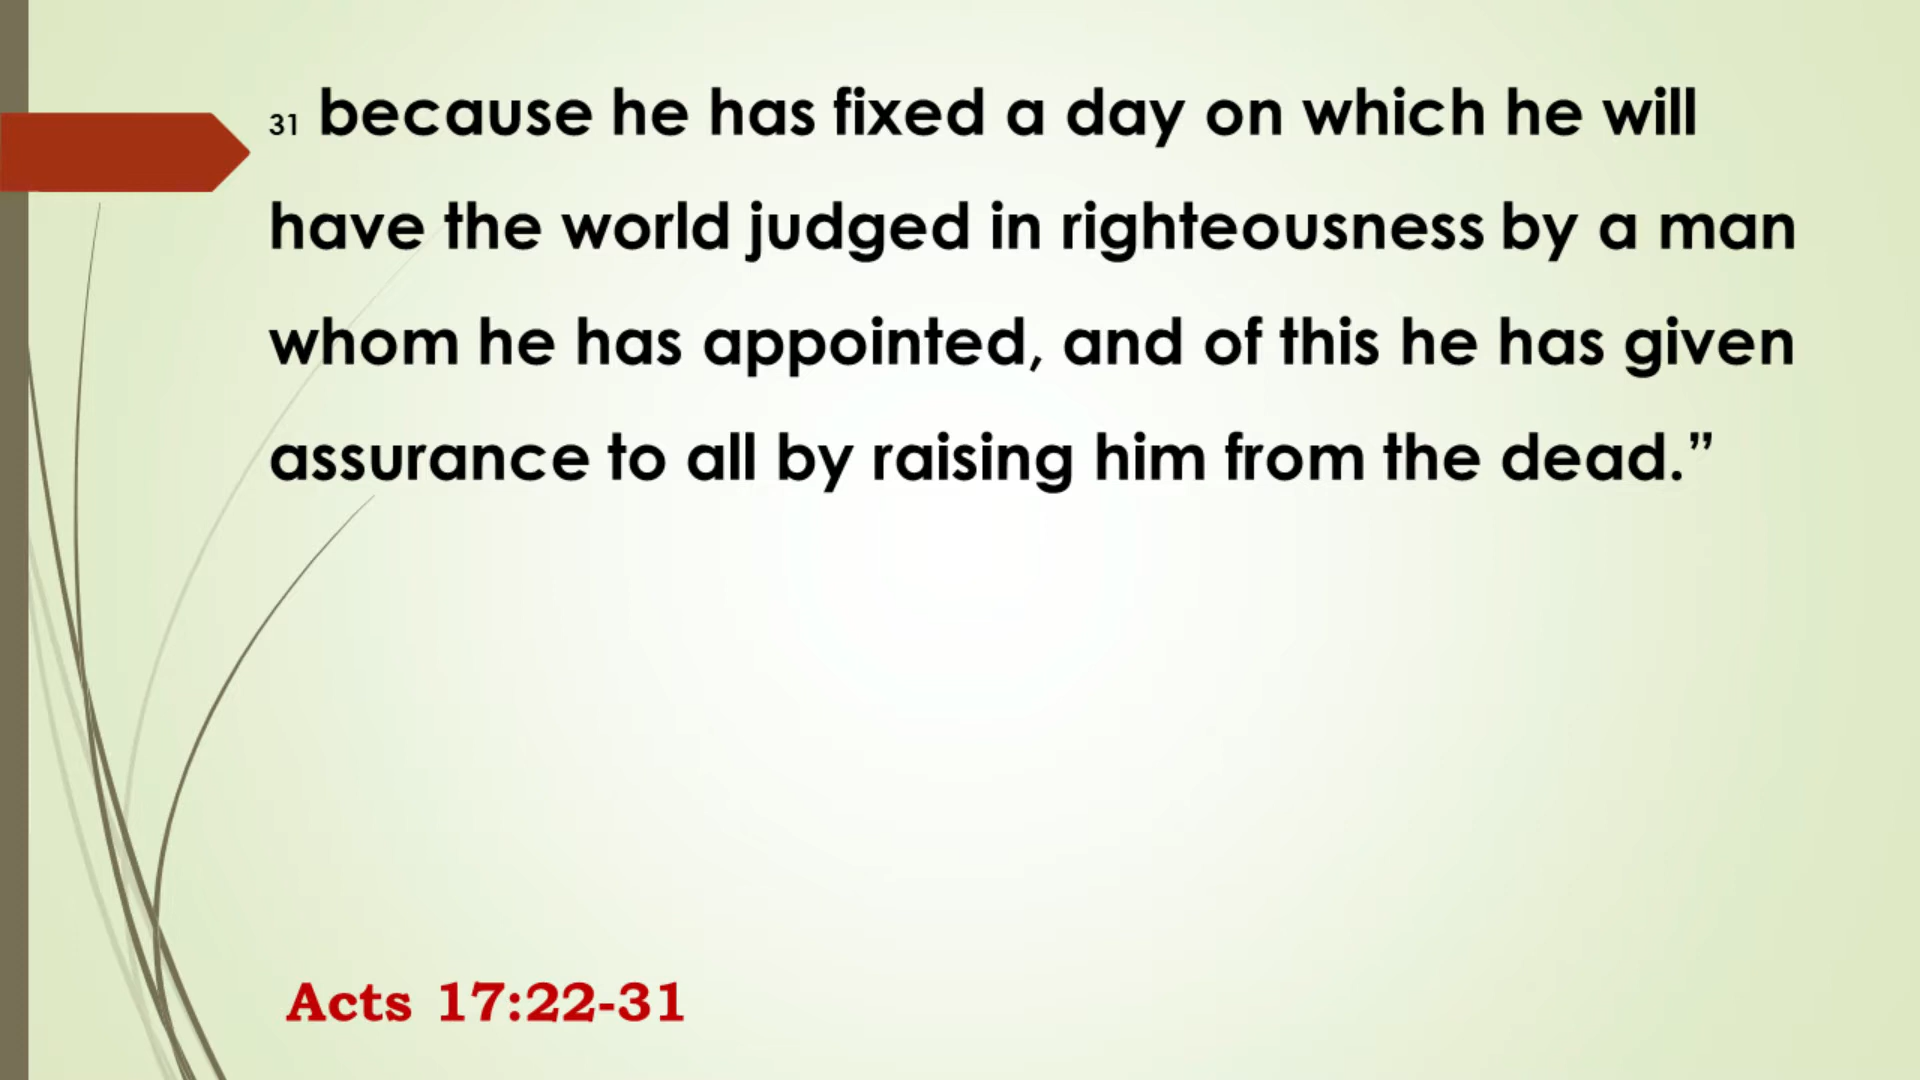 31 because he has fixed a day on which he will
have the world judged in righteousness by a man
whom he has appointed, and of this he has given
assurance to all by raising him from the dead.”
Acts 17:22-31